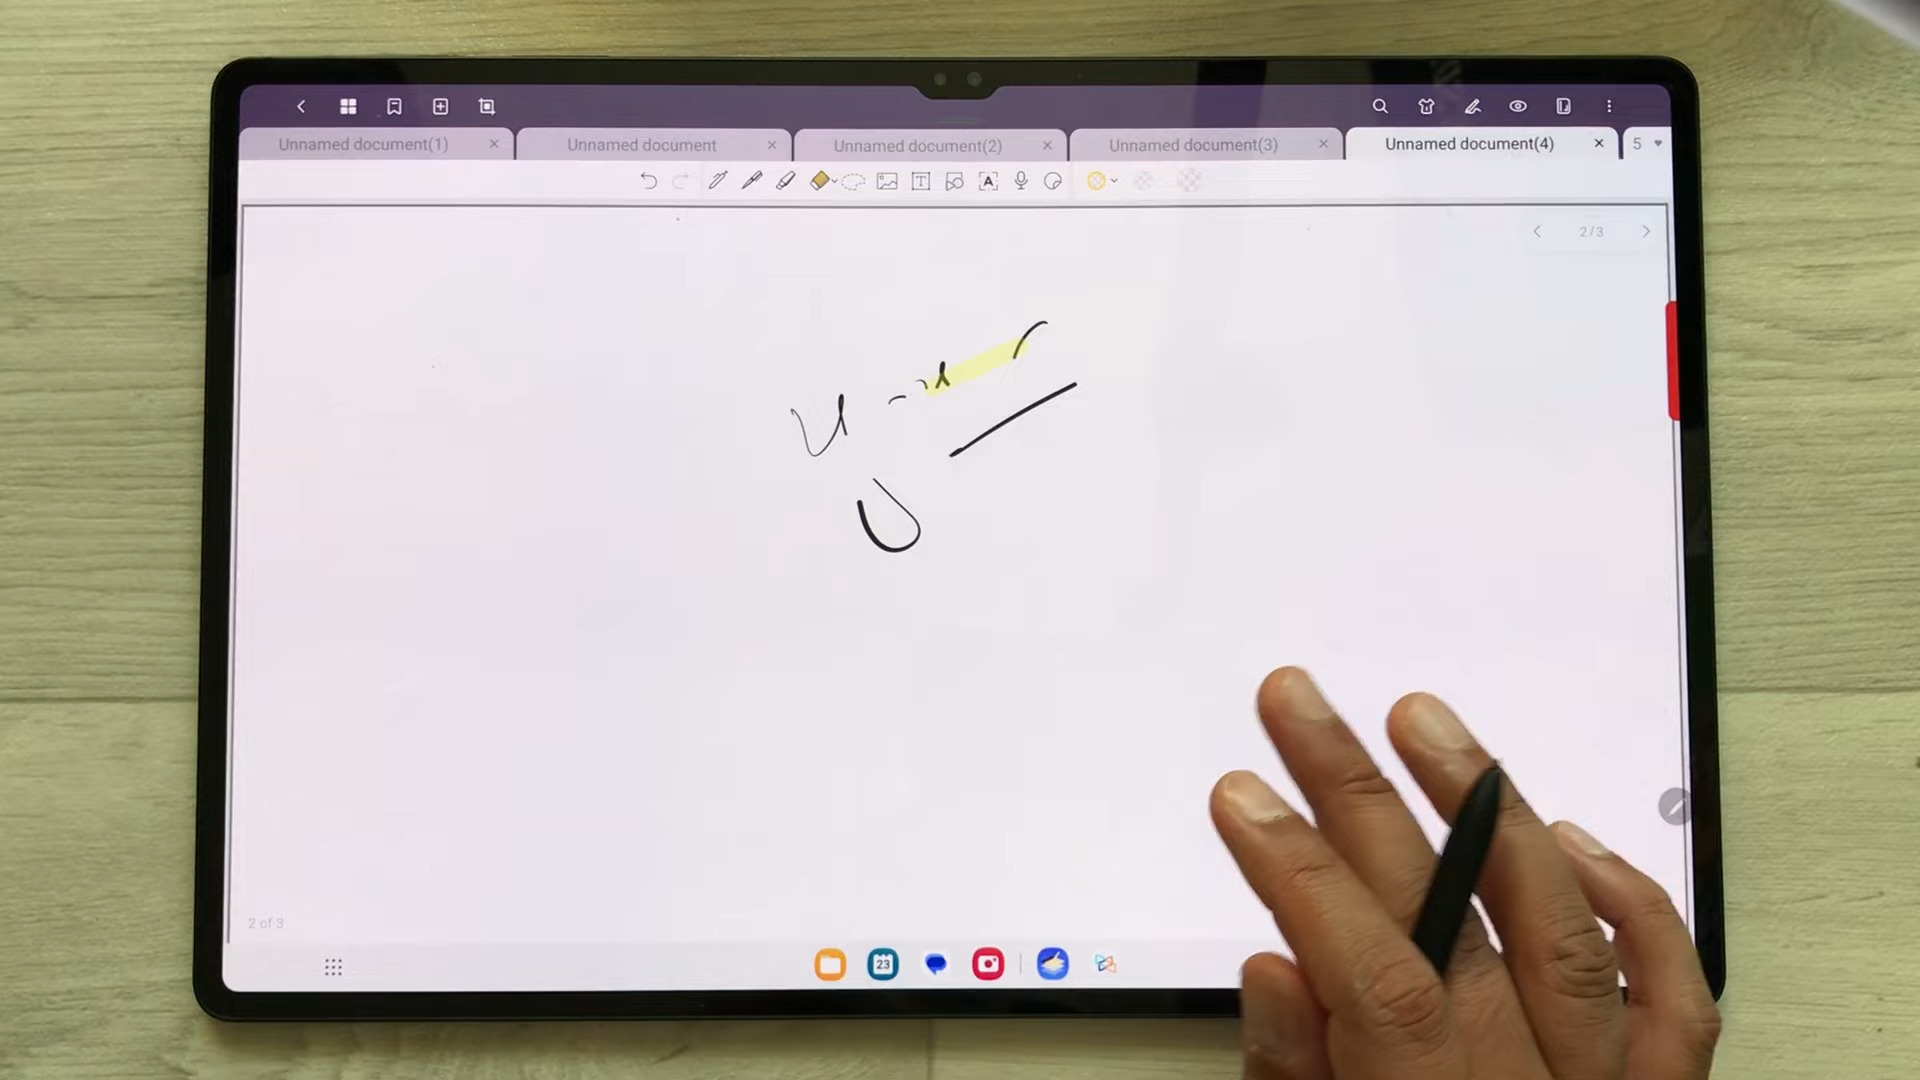 Unnamed document(1) Unnamed document Unnamed document(2) Unnamed document(3) Unnamed document(4) 5
T A
2/3
2 of 3
23